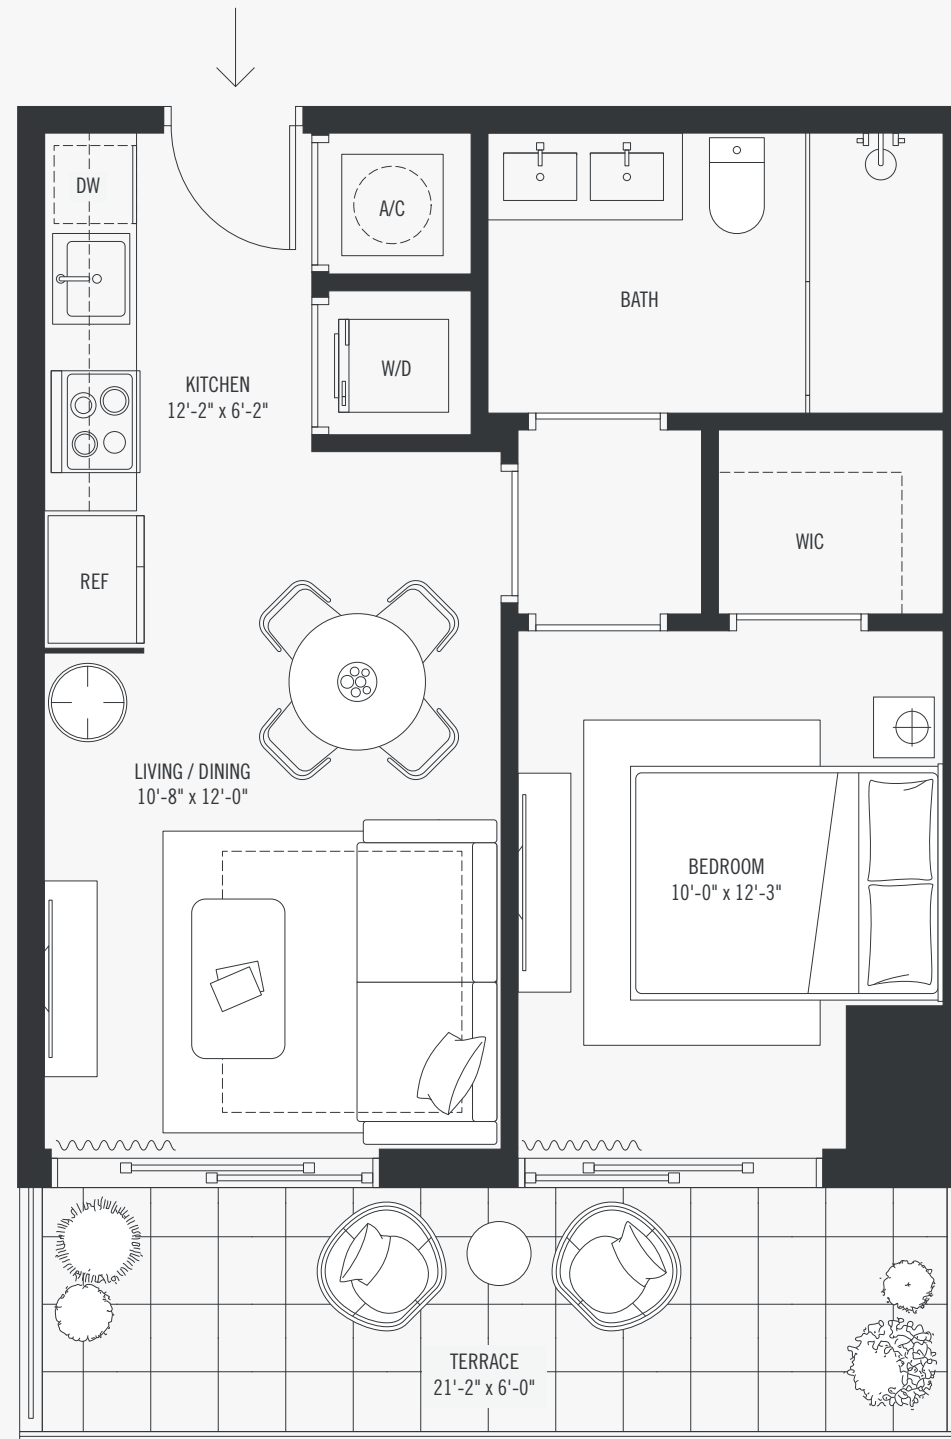 DW
A/C
BATH
W/D
KITCHEN
12'-2" x 6'-2"
WIC
REF
LIVING / DINING
10'-8" x 12'-0"
BEDROOM
10'-0" x 12'-3"
TERRACE
21'-2" x 6'-0"